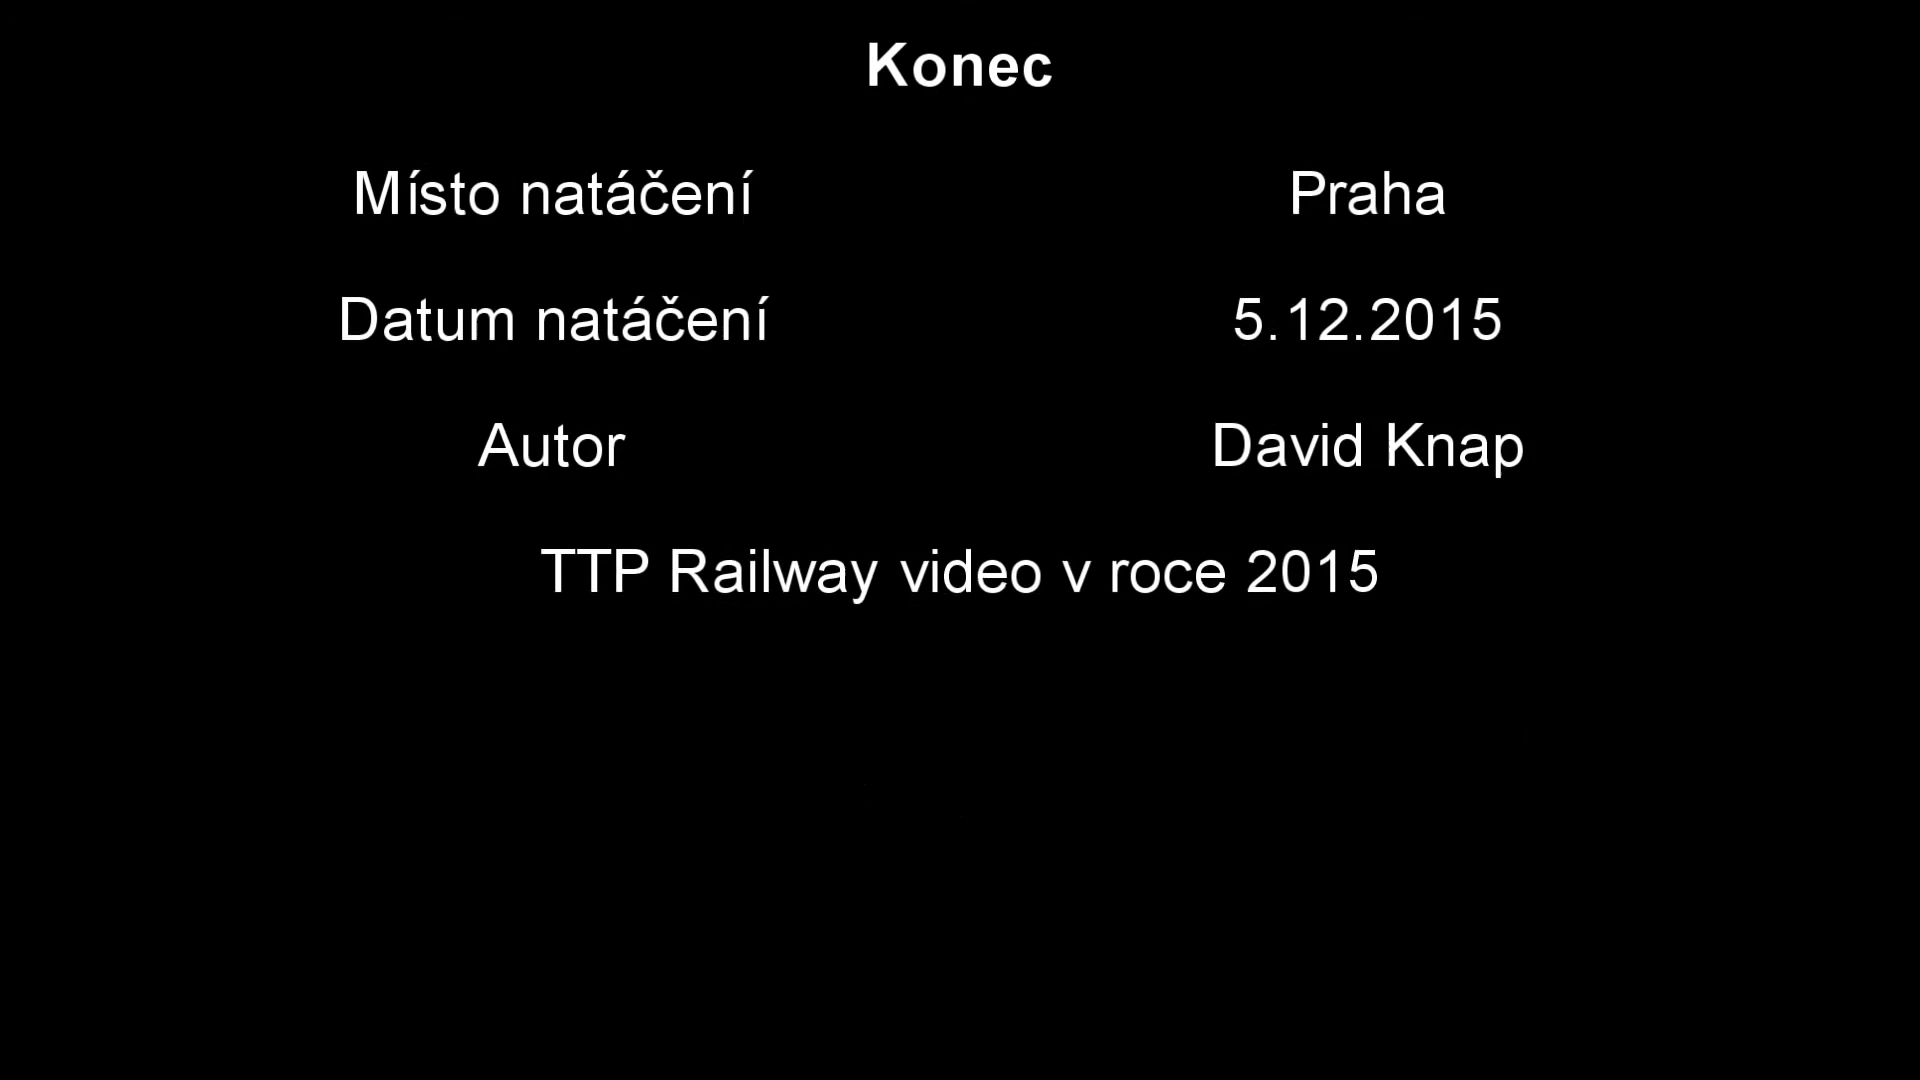 Konec
Místo natáčení Praha
Datum natáčení 5.12.2015
Autor David Knap
TTP Railway video v roce 2015